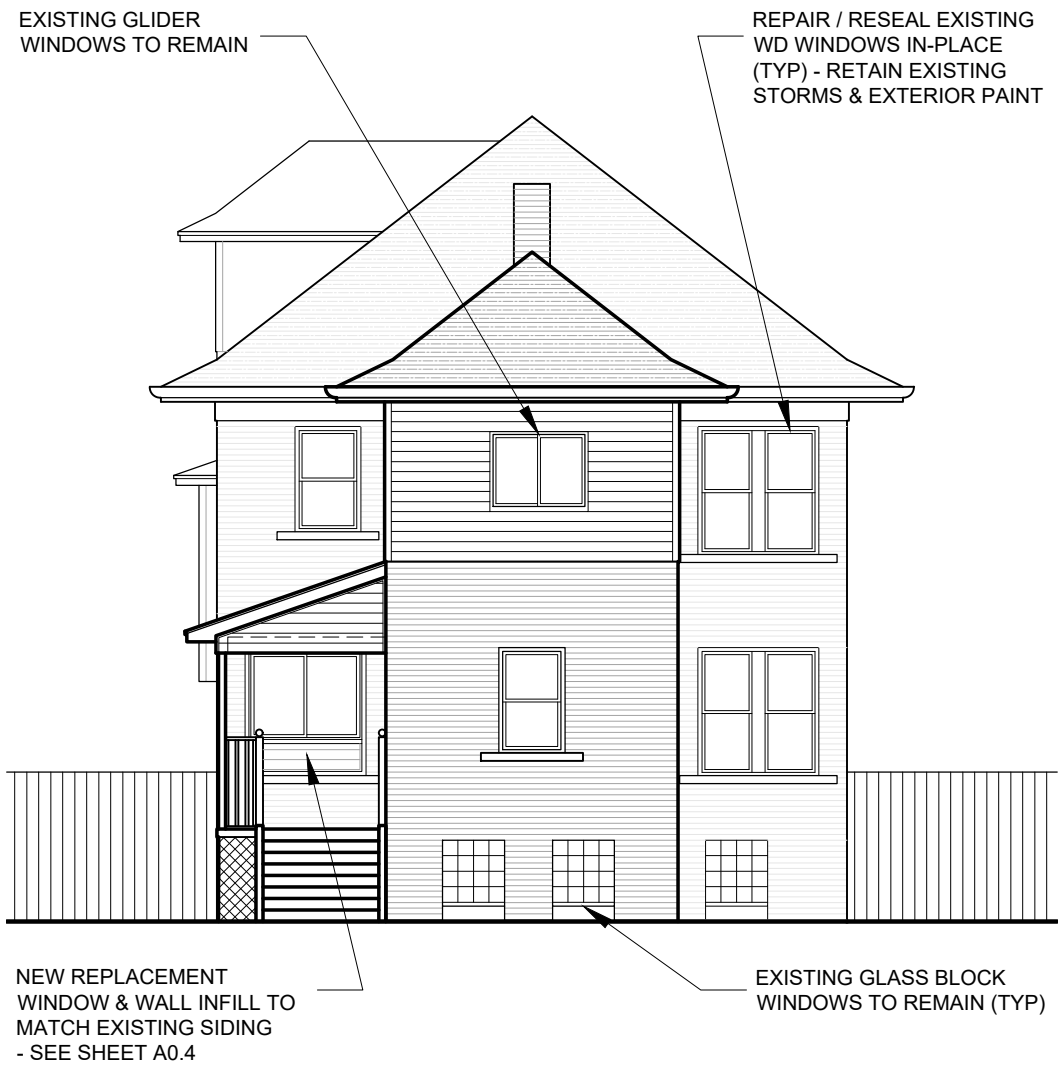 EXISTING GLIDER
WINDOWS TO REMAIN
REPAIR / RESEAL EXISTING
WD WINDOWS IN-PLACE
(TYP) - RETAIN EXISTING
STORMS & EXTERIOR PAINT
NEW REPLACEMENT
WINDOW & WALL INFILL TO
MATCH EXISTING SIDING
- SEE SHEET A0.4
EXISTING GLASS BLOCK
WINDOWS TO REMAIN (TYP)